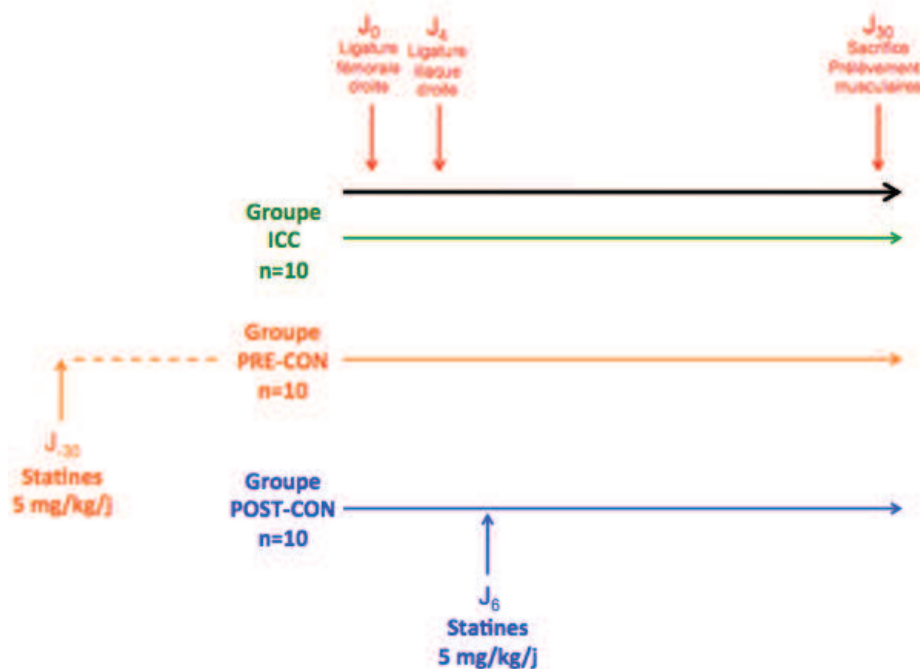 J0
Ligature
fémorale
droite
J4
Ligature
iliaque
droite
J30
Sacrifice
Prélèvement
musculaires
Groupe
ICC
n=10
Groupe
PRE-CON
n=10
J-30
Statines
5 mg/kg/j
Groupe
POST-CON
n=10
J6
Statines
5 mg/kg/j